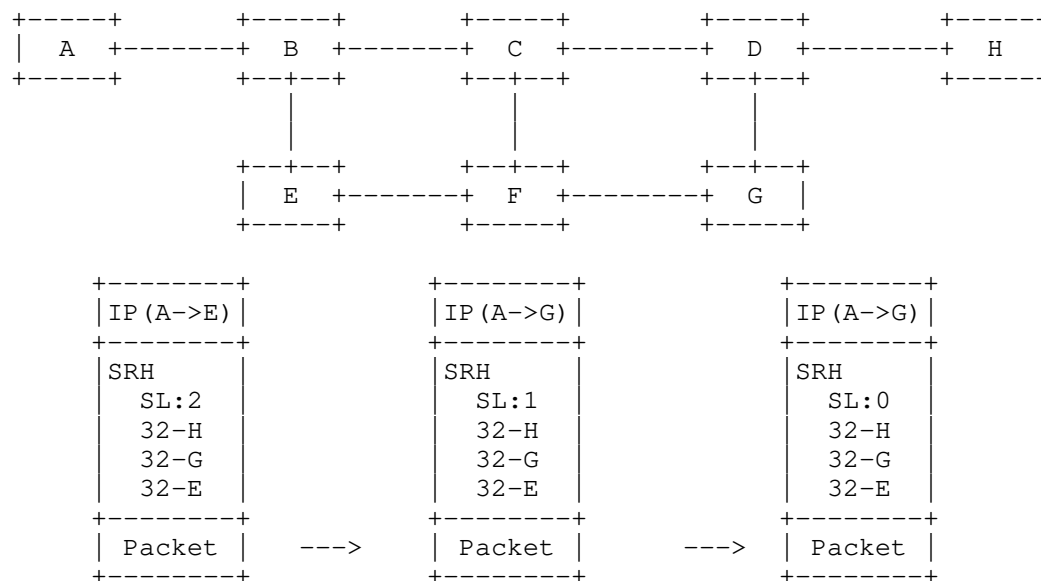 A B C D H
E F G
IP(A->E) IP(A->G) IP(A->G)
SRH SRH SRH
SL:2 SL:1 SL:0
32-H 32-H 32-H
32-G 32-G 32-G
32-E 32-E 32-E
Packet ---> Packet ---> Packet